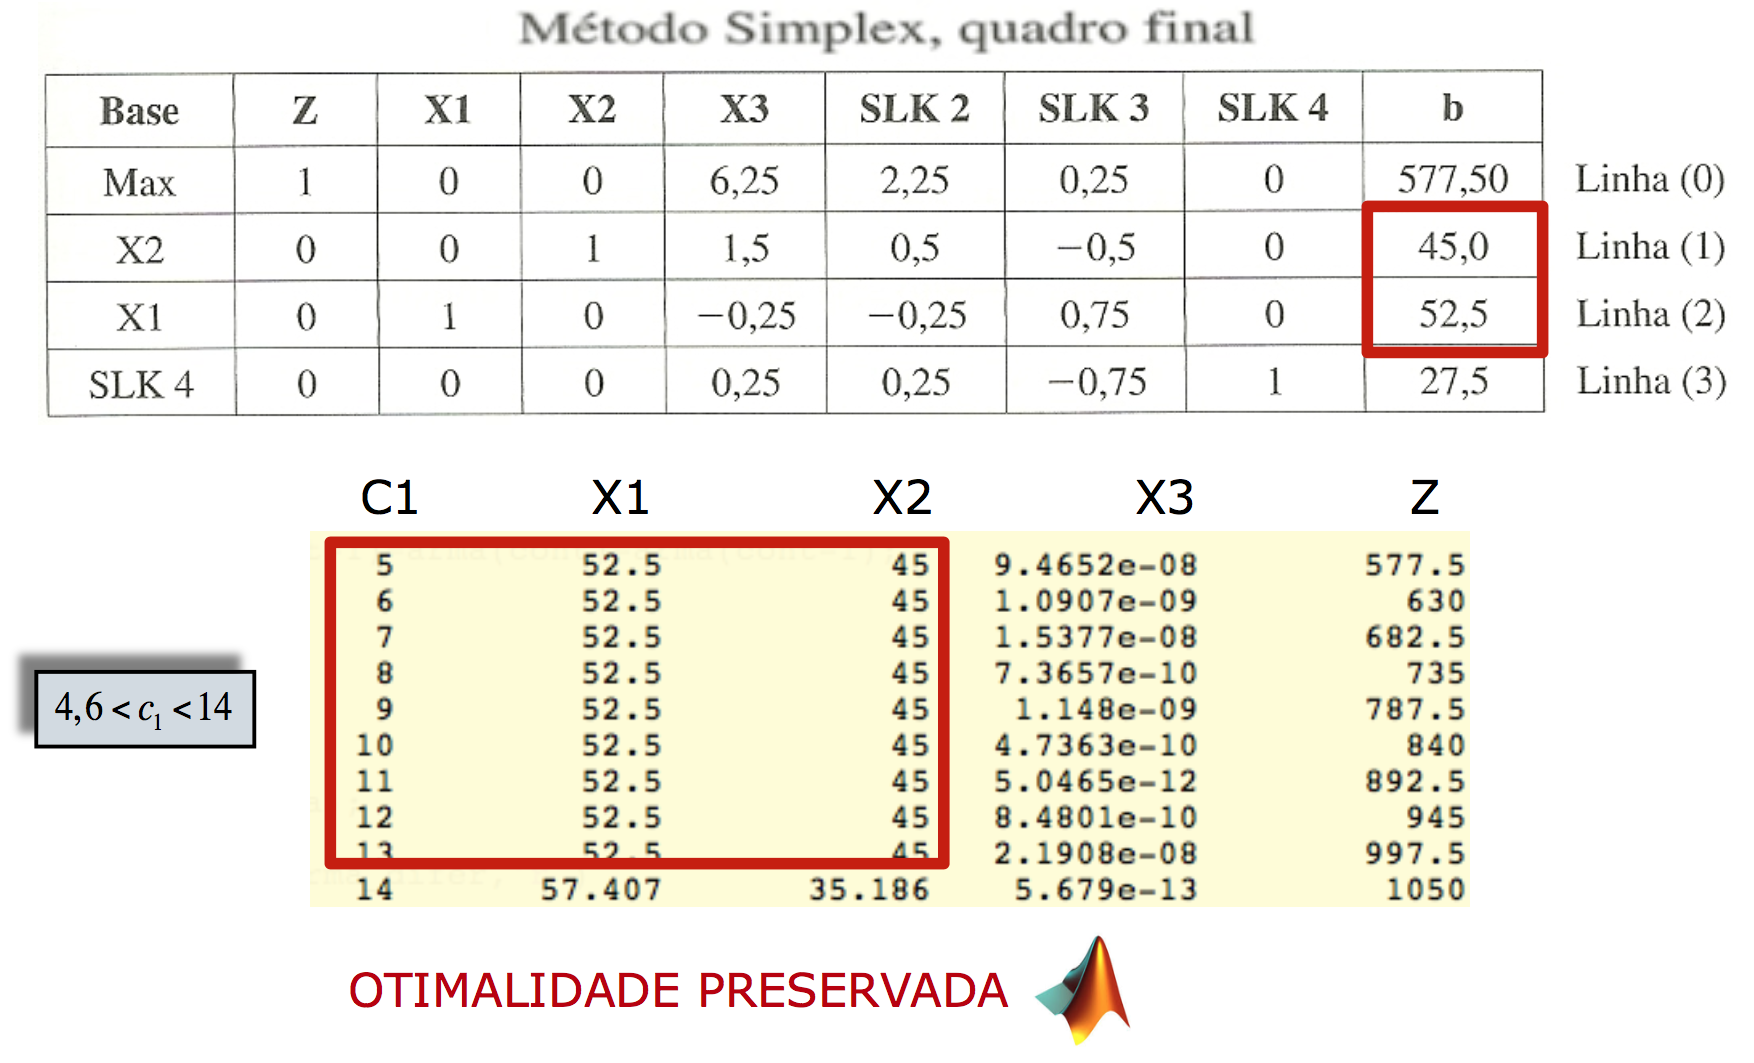 Método Simplex, quadro final
Base Z X1 X2 X3 SLK 2 SLK 3 SLK 4 b
Max 1 0 0 6,25 2,25 0,25 0 577,50 Linha (0)
X2 0 0 1 1,5 0,5 −0,5 0 45,0 Linha (1)
X1 0 1 0 −0,25 −0,25 0,75 0 52,5 Linha (2)
SLK 4 0 0 0 0,25 0,25 −0,75 1 27,5 Linha (3)
C1 X1 X2 X3 Z
5 52.5 45 9.4652e-08 577.5
6 52.5 45 1.0907e-09 630
7 52.5 45 1.5377e-08 682.5
8 52.5 45 7.3657e-10 735
9 52.5 45 1.148e-09 787.5
10 52.5 45 4.7363e-10 840
11 52.5 45 5.0465e-12 892.5
12 52.5 45 8.4801e-10 945
13 52.5 45 2.1908e-08 997.5
14 57.407 35.186 5.679e-13 1050
4,6 < c₁ < 14
OTIMALIDADE PRESERVADA